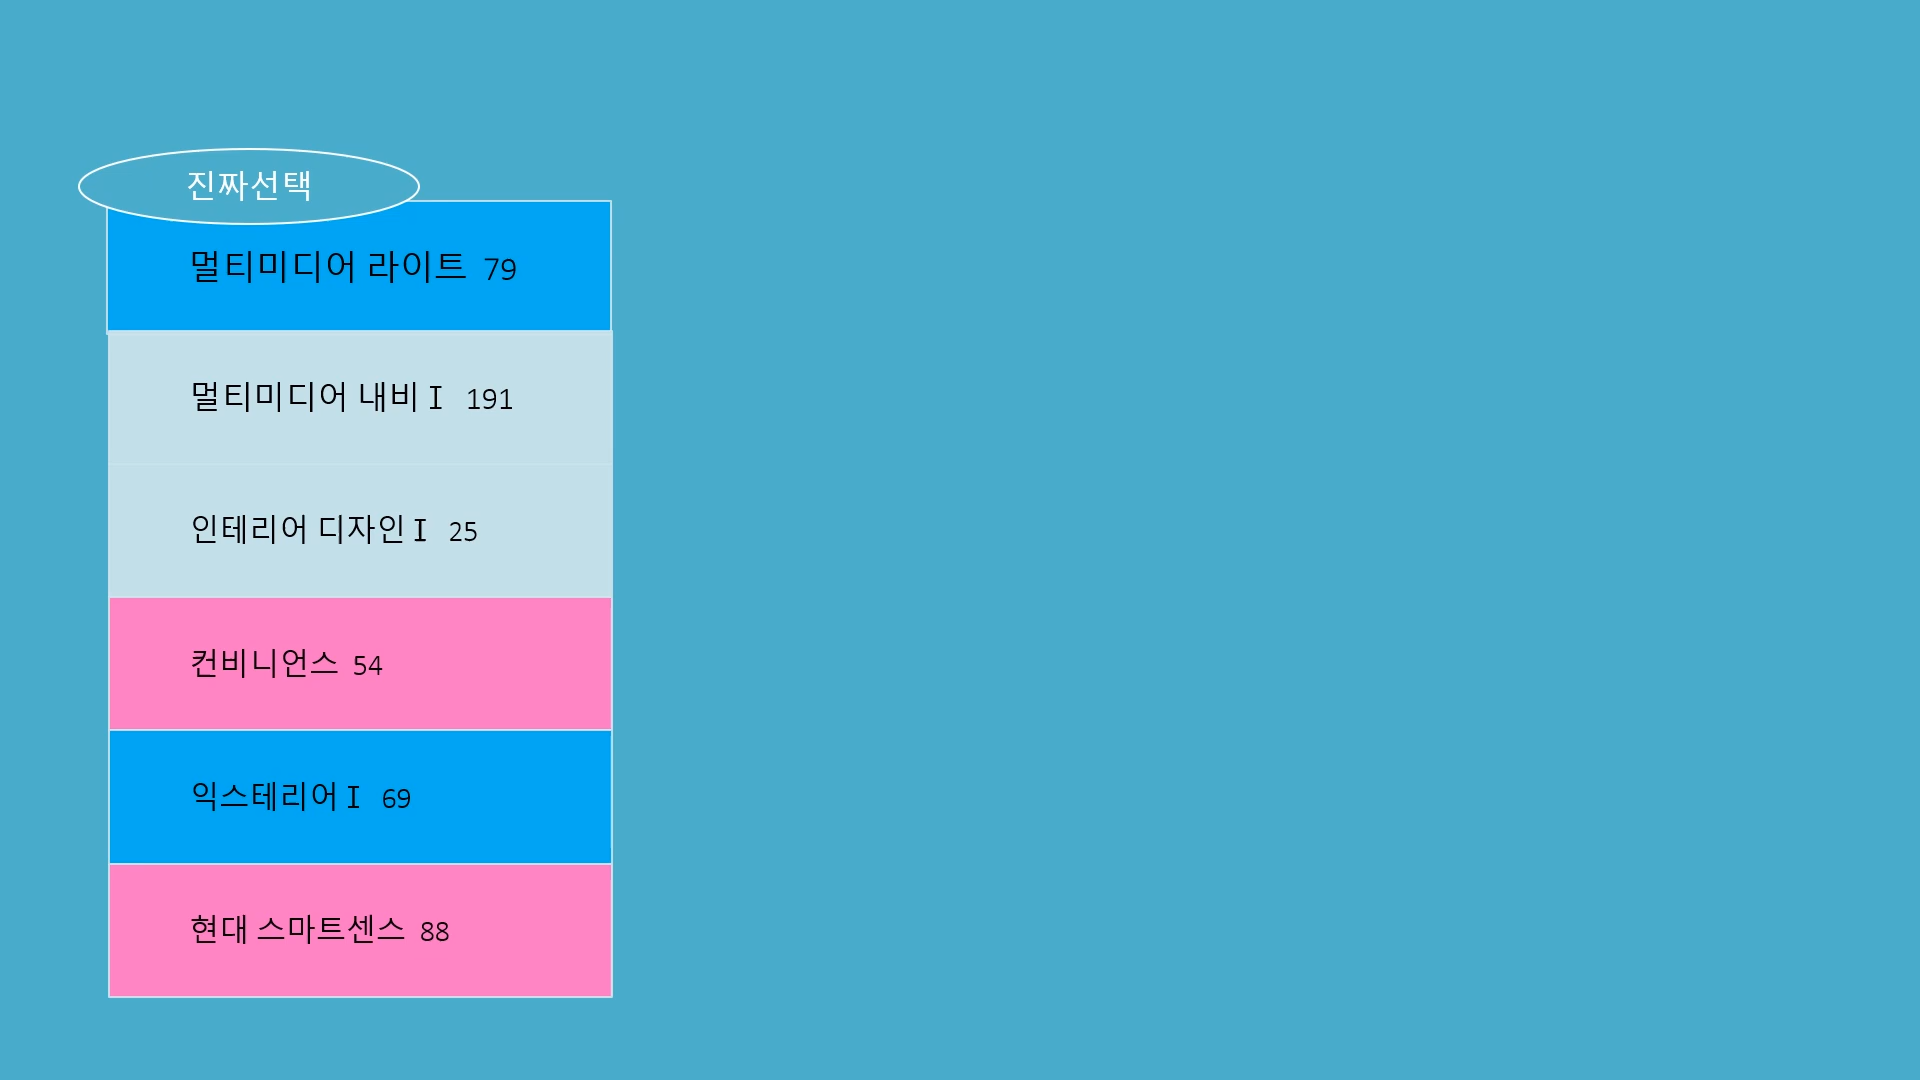 진짜선택
멀티미디어 라이트 79
멀티미디어 내비 I 191
인테리어 디자인 I 25
컨비니언스 54
익스테리어 I 69
현대 스마트센스 88